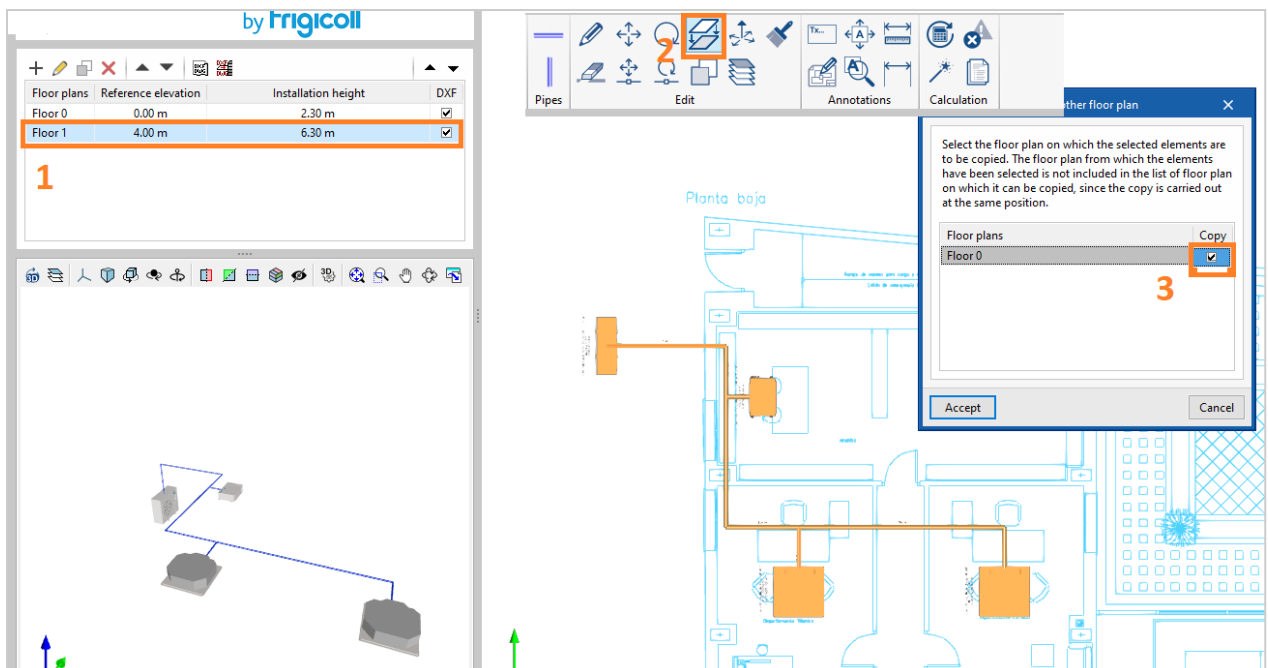 by frigicoll
Floor plans Reference elevation Installation height DXF
Floor 0 0.00 m 2.30 m
Floor 1 4.00 m 6.30 m
1
2
Tx...
A
A
Pipes Edit Annotations Calculation
ther floor plan
Select the floor plan on which the selected elements are
to be copied. The floor plan from which the elements
have been selected is not included in the list of floor plan
on which it can be copied, since the copy is carried out
at the same position.
Floor plans Copy
Floor 0
3
Accept Cancel
3D
3D
Planta baja